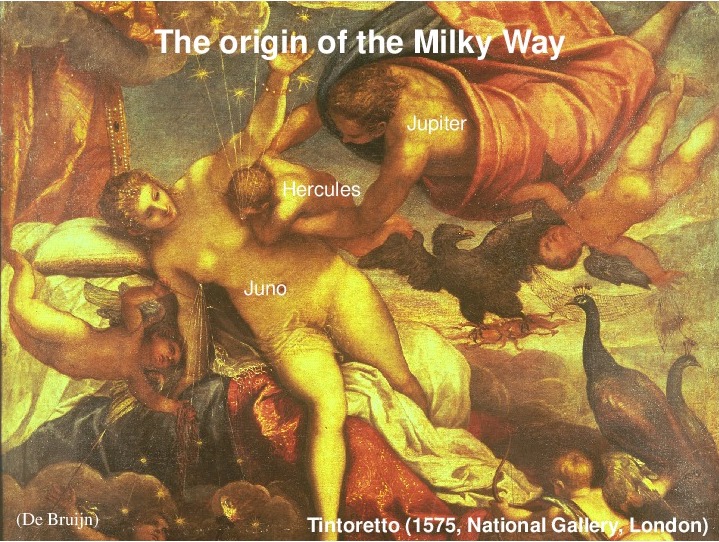 The origin of the Milky Way
Jupiter
Hercules
Juno
(De Bruijn)
Tintoretto (1575, National Gallery, London)